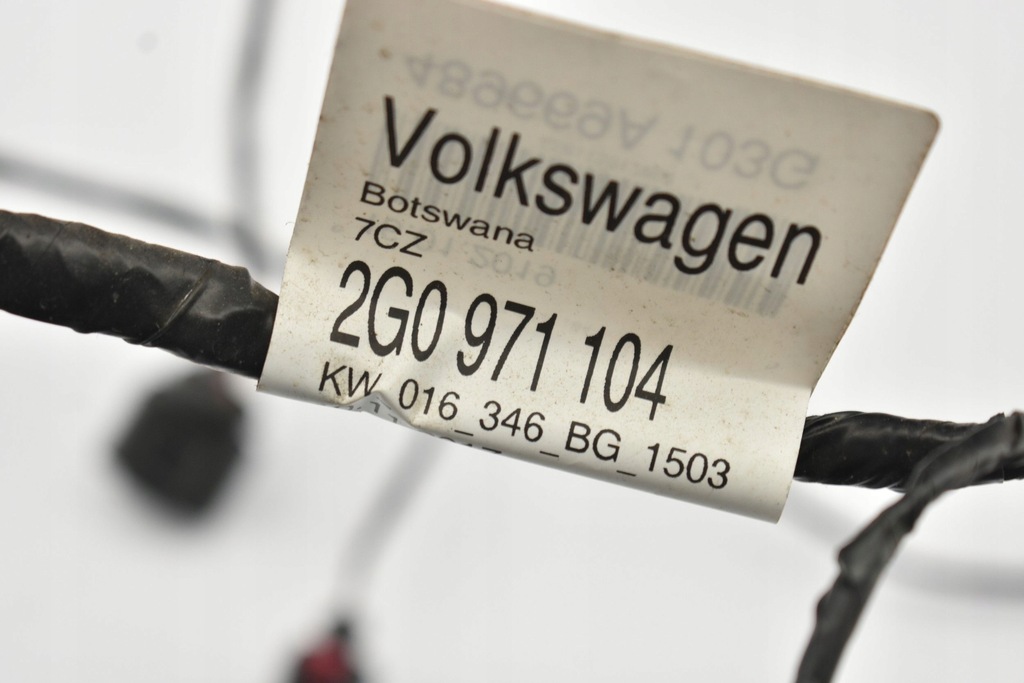 Volkswagen
Botswana
7CZ
2G0 971 104
KW_016_346_BG_1503